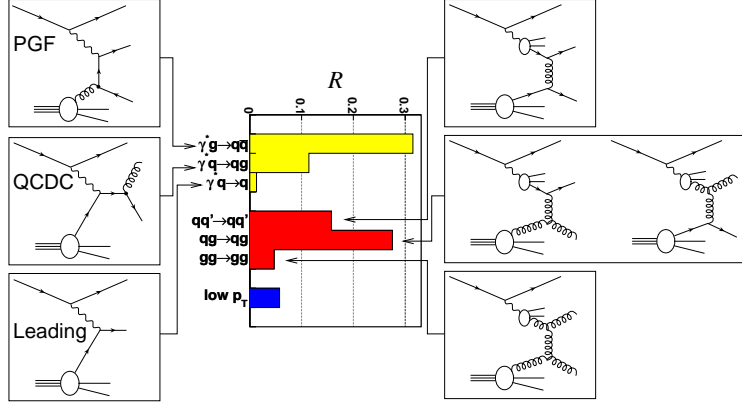 PGF
QCDC
Leading
R
0 0.1 0.2 0.3
γ*g→qq̄
γ*q→qg
γ*q→q
qq'→qq'
qg→qg
gg→gg
low pT